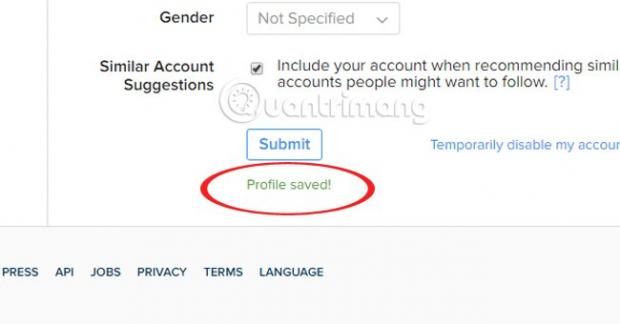 Gender
Not Specified
Similar Account
Suggestions
Include your account when recommending simil
accounts people might want to follow. [?]
Quantrimang
Submit
Temporarily disable my accoun
Profile saved!
PRESS API JOBS PRIVACY TERMS LANGUAGE